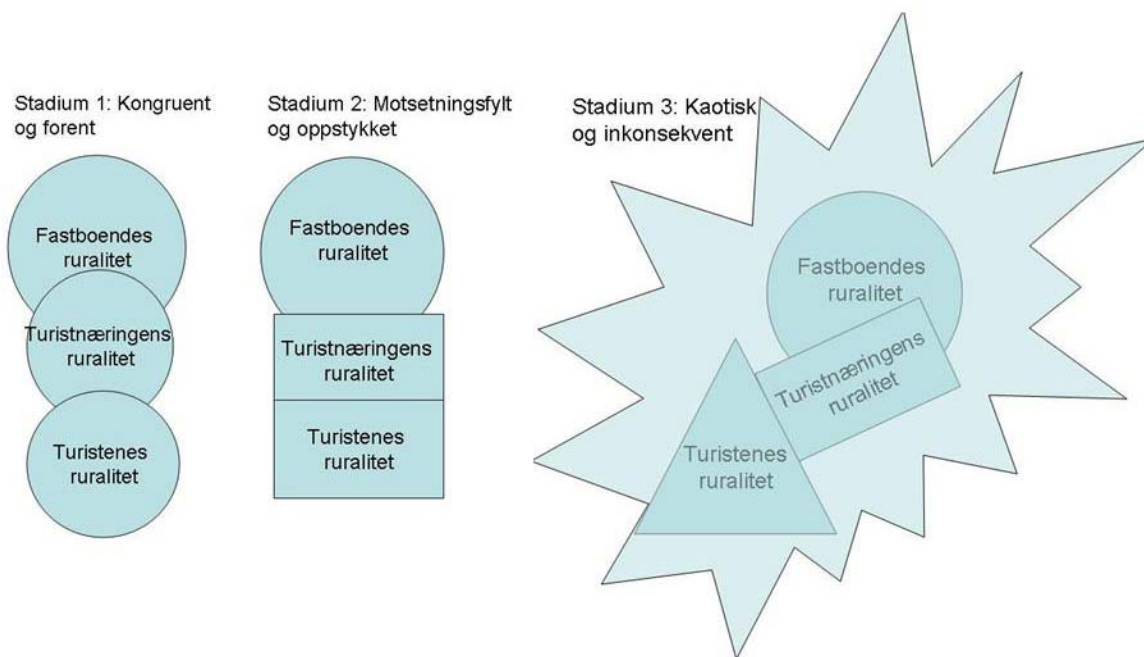 Stadium 1: Kongruent
og forent
Fastboendes
ruralitet
Turistnæringens
ruralitet
Turistenes
ruralitet
Stadium 2: Motsetningsfylt
og oppstykket
Fastboendes
ruralitet
Turistnæringens
ruralitet
Turistenes
ruralitet
Stadium 3: Kaotisk
og inkonsekvent
Fastboendes
ruralitet
Turistnæringens
ruralitet
Turistenes
ruralitet